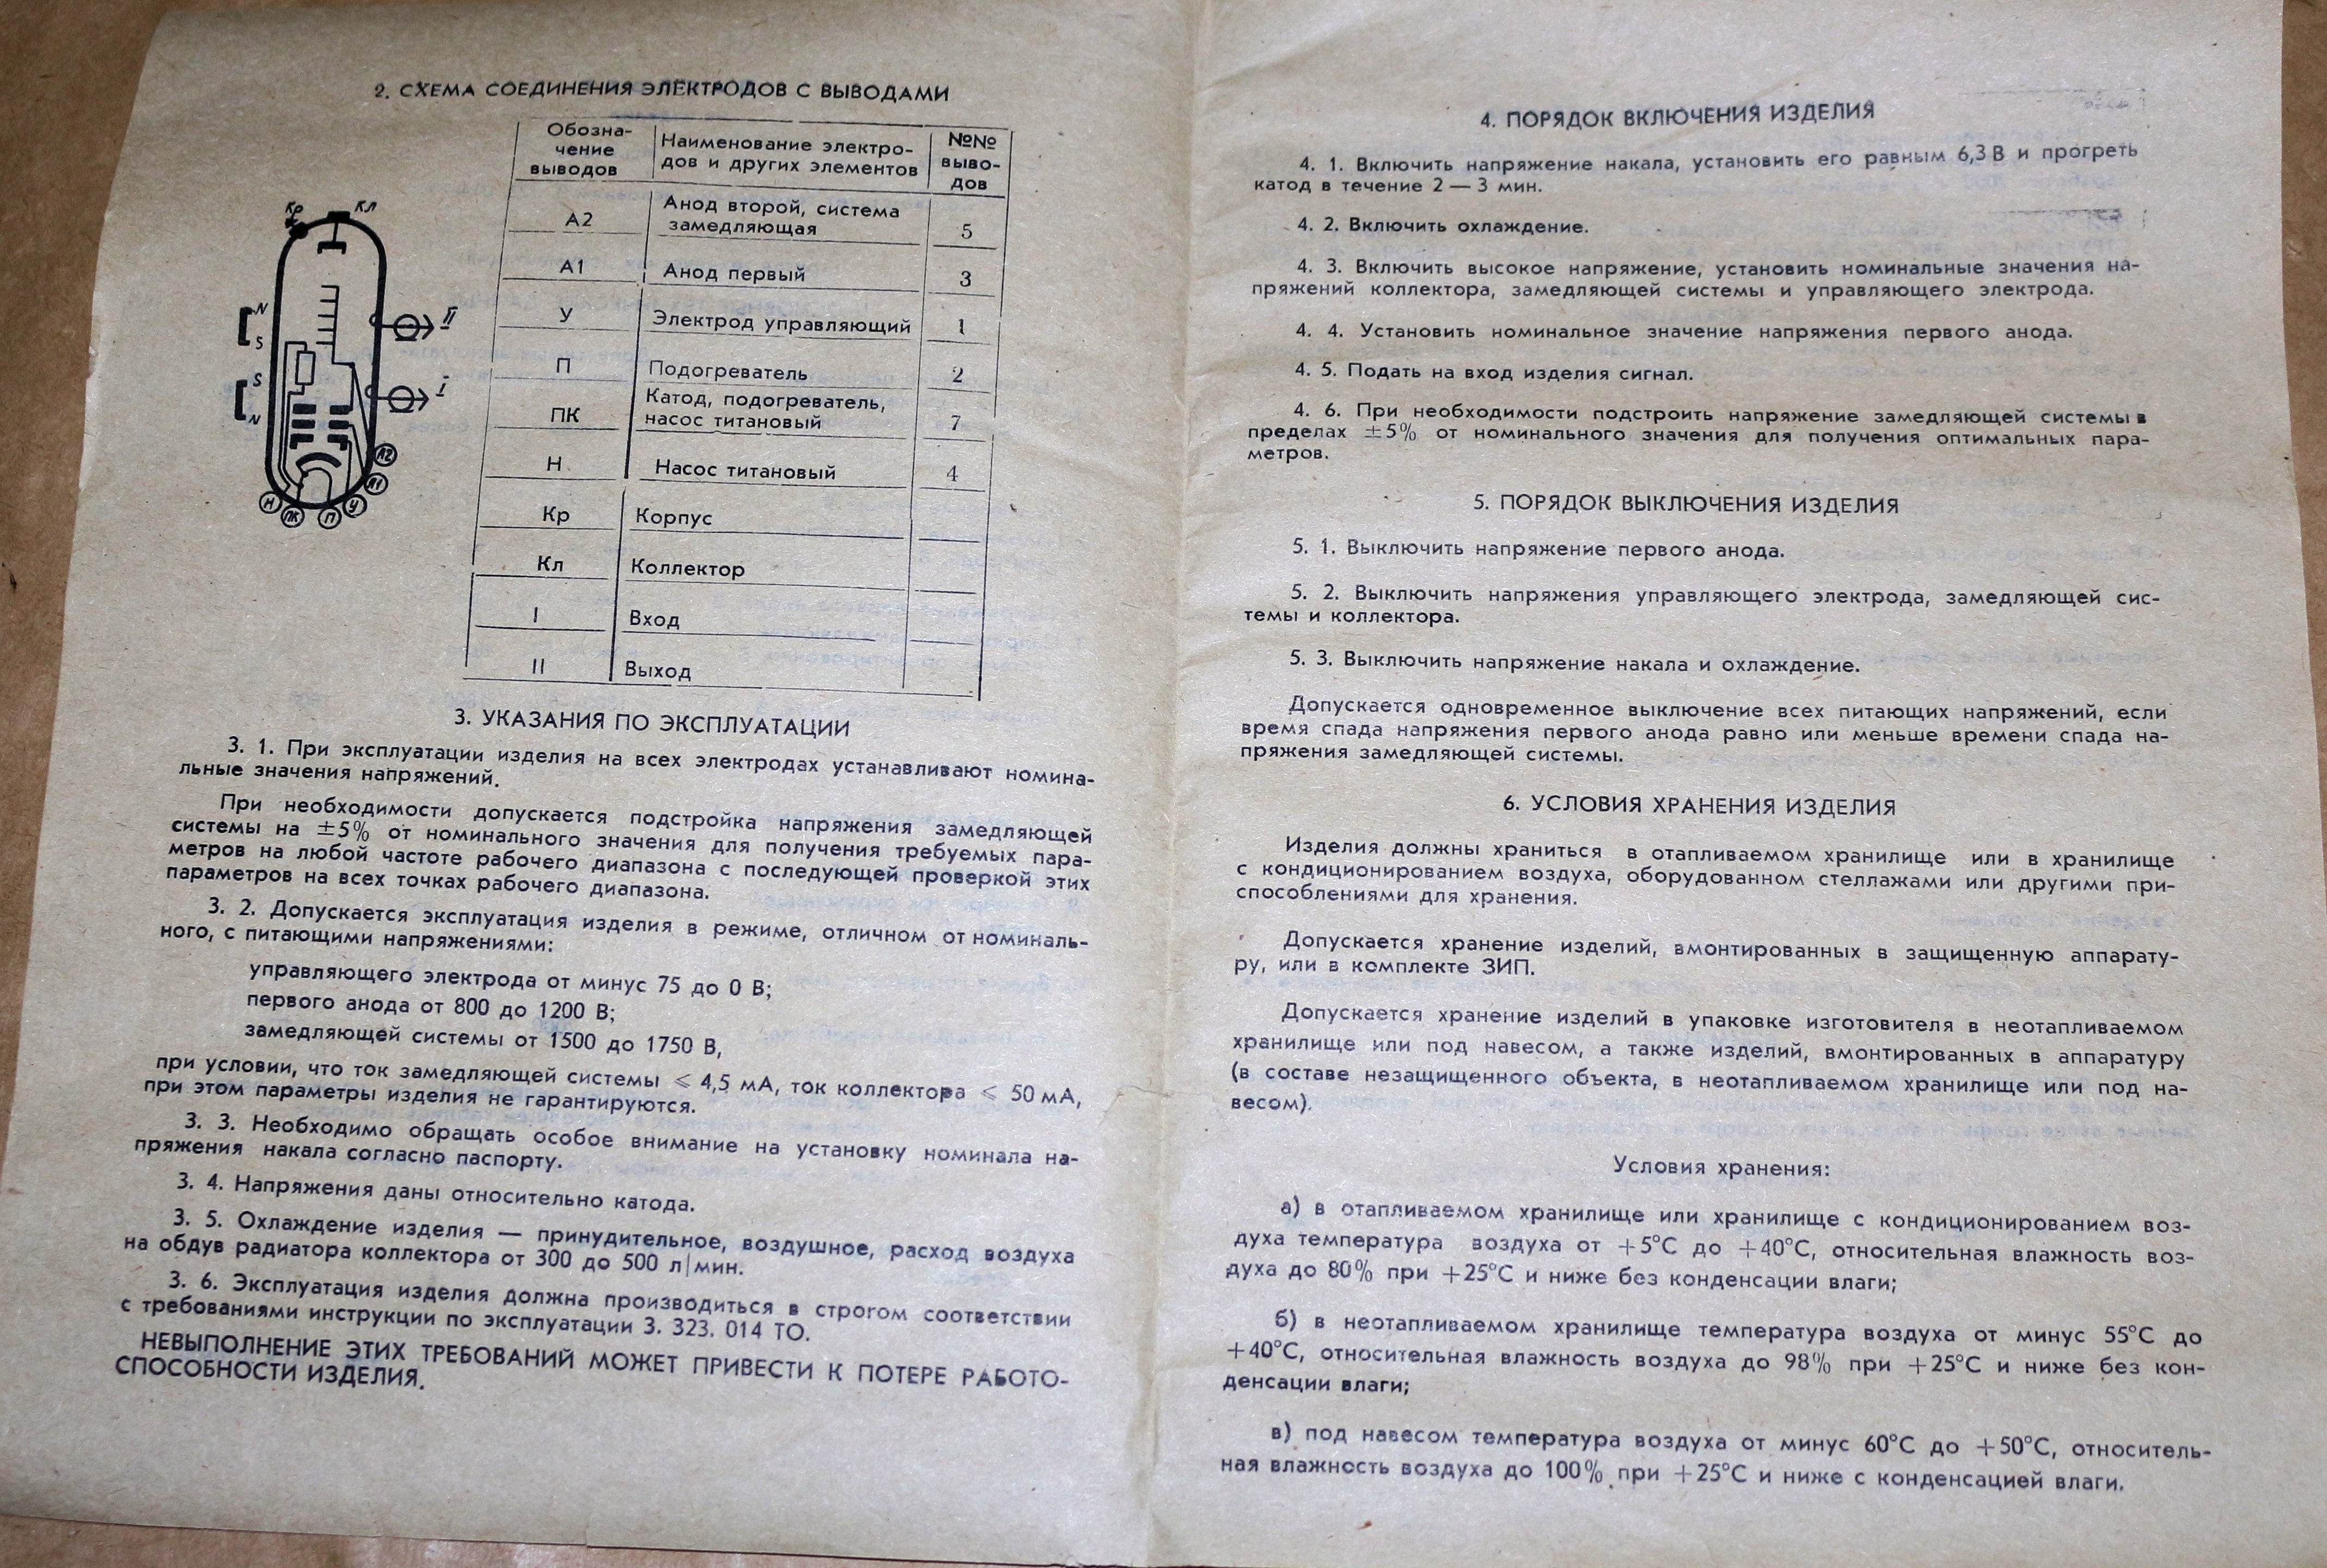 2. СХЕМА СОЕДИНЕНИЯ ЭЛЕКТРОДОВ С ВЫВОДАМИ
Обозна-
чение
выводов
Наименование электро-
дов и других элементов
№№
выво-
дов
А2
Анод второй, система
замедляющая
5
А1
Анод первый
3
У
Электрод управляющий
1
П
Подогреватель
2
ПК
Катод, подогреватель,
насос титановый
7
Н
Насос титановый
4
Кр
Корпус
Кл
Коллектор
I
Вход
II
Выход
Кр
Кл
N
S
II
S
N
I
А2
А1
У
П
ПК
Н
3. УКАЗАНИЯ ПО ЭКСПЛУАТАЦИИ
3. 1. При эксплуатации изделия на всех электродах устанавливают номина-
льные значения напряжений.
При необходимости допускается подстройка напряжения замедляющей
системы на ±5% от номинального значения для получения требуемых пара-
метров на любой частоте рабочего диапазона с последующей проверкой этих
параметров на всех точках рабочего диапазона.
3. 2. Допускается эксплуатация изделия в режиме, отличном от номиналь-
ного, с питающими напряжениями:
управляющего электрода от минус 75 до 0 В;
первого анода от 800 до 1200 В;
замедляющей системы от 1500 до 1750 В,
при условии, что ток замедляющей системы ⩽ 4,5 мА, ток коллектора ⩽ 50 мА,
при этом параметры изделия не гарантируются.
3. 3. Необходимо обращать особое внимание на установку номинала на-
пряжения накала согласно паспорту.
3. 4. Напряжения даны относительно катода.
3. 5. Охлаждение изделия — принудительное, воздушное, расход воздуха
на обдув радиатора коллектора от 300 до 500 л|мин.
3. 6. Эксплуатация изделия должна производиться в строгом соответствии
с требованиями инструкции по эксплуатации 3. 323. 014 ТО.
НЕВЫПОЛНЕНИЕ ЭТИХ ТРЕБОВАНИЙ МОЖЕТ ПРИВЕСТИ К ПОТЕРЕ РАБОТО-
СПОСОБНОСТИ ИЗДЕЛИЯ.
4. ПОРЯДОК ВКЛЮЧЕНИЯ ИЗДЕЛИЯ
4. 1. Включить напряжение накала, установить его равным 6,3 В и прогреть
катод в течение 2 — 3 мин.
4. 2. Включить охлаждение.
4. 3. Включить высокое напряжение, установить номинальные значения на-
пряжений коллектора, замедляющей системы и управляющего электрода.
4. 4. Установить номинальное значение напряжения первого анода.
4. 5. Подать на вход изделия сигнал.
4. 6. При необходимости подстроить напряжение замедляющей системы в
пределах ±5% от номинального значения для получения оптимальных пара-
метров.
5. ПОРЯДОК ВЫКЛЮЧЕНИЯ ИЗДЕЛИЯ
5. 1. Выключить напряжение первого анода.
5. 2. Выключить напряжения управляющего электрода, замедляющей сис-
темы и коллектора.
5. 3. Выключить напряжение накала и охлаждение.
Допускается одновременное выключение всех питающих напряжений, если
время спада напряжения первого анода равно или меньше времени спада на-
пряжения замедляющей системы.
6. УСЛОВИЯ ХРАНЕНИЯ ИЗДЕЛИЯ
Изделия должны храниться в отапливаемом хранилище или в хранилище
с кондиционированием воздуха, оборудованном стеллажами или другими при-
способлениями для хранения.
Допускается хранение изделий, вмонтированных в защищенную аппарату-
ру, или в комплекте ЗИП.
Допускается хранение изделий в упаковке изготовителя в неотапливаемом
хранилище или под навесом, а также изделий, вмонтированных в аппаратуру
(в составе незащищенного объекта, в неотапливаемом хранилище или под на-
весом).
Условия хранения:
а) в отапливаемом хранилище или хранилище с кондиционированием воз-
духа температура воздуха от +5°С до +40°С, относительная влажность воз-
духа до 80% при +25°С и ниже без конденсации влаги;
б) в неотапливаемом хранилище температура воздуха от минус 55°С до
+40°С, относительная влажность воздуха до 98% при +25°С и ниже без кон-
денсации влаги;
в) под навесом температура воздуха от минус 60°С до +50°С, относитель-
ная влажность воздуха до 100% при +25°С и ниже с конденсацией влаги.